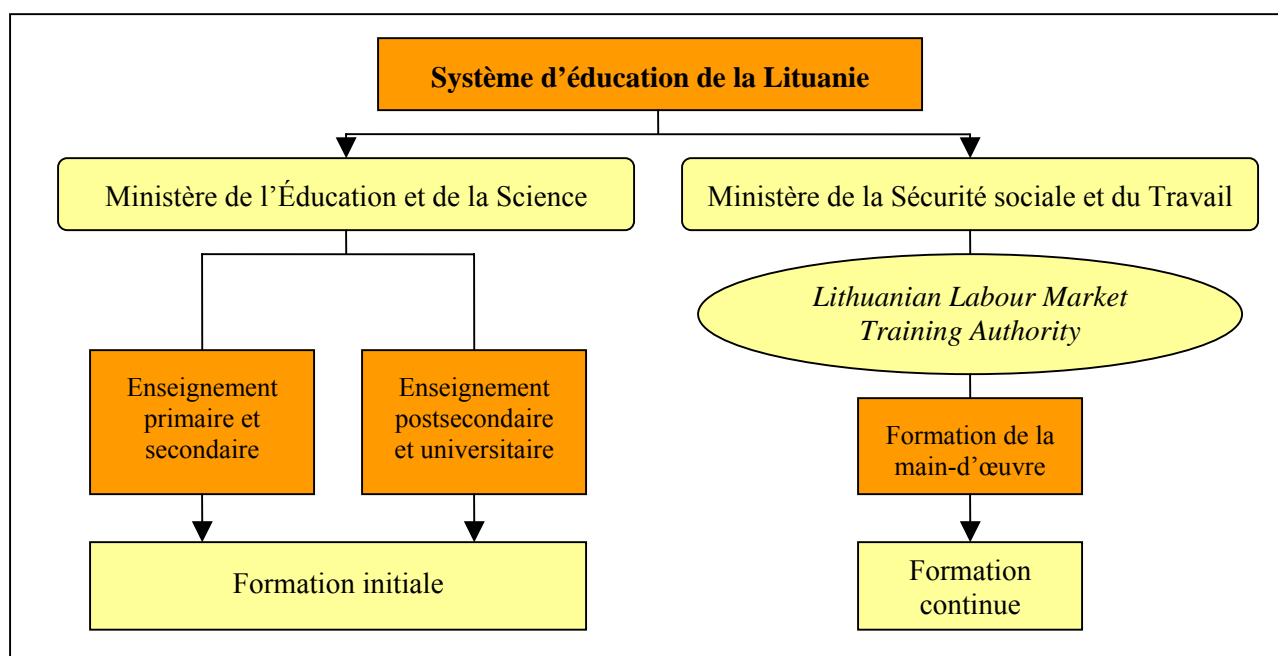 Système d'éducation de la Lituanie
Ministère de l'Éducation et de la Science
Ministère de la Sécurité sociale et du Travail
Lithuanian Labour Market
Training Authority
Enseignement
primaire et
secondaire
Enseignement
postsecondaire
et universitaire
Formation de la
main-d'œuvre
Formation initiale
Formation
continue